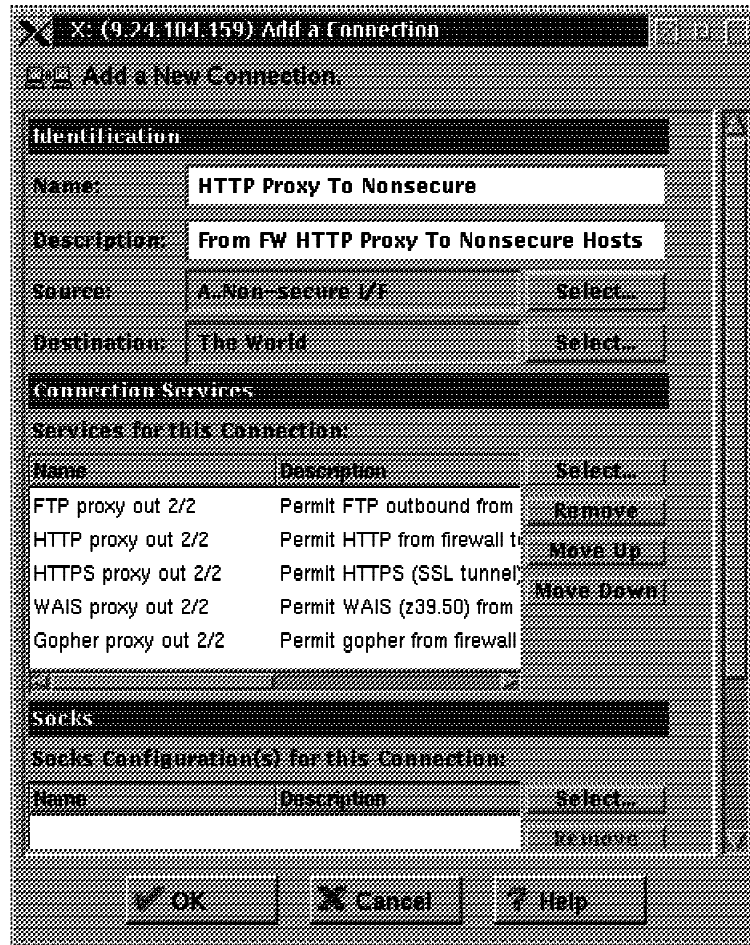 X: (9.24.104.159) Add a Connection
Add a New Connection.
Identification
Name: HTTP Proxy To Nonsecure
Description: From FW HTTP Proxy To Nonsecure Hosts
Source: A..Non-secure I/F Select...
Destination: The World Select...
Connection Services
Services for this Connection:
Name Description Select...
FTP proxy out 2/2 Permit FTP outbound from Remove
HTTP proxy out 2/2 Permit HTTP from firewall t Move Up
HTTPS proxy out 2/2 Permit HTTPS (SSL tunnel) Move Down
WAIS proxy out 2/2 Permit WAIS (z39.50) from
Gopher proxy out 2/2 Permit gopher from firewall
Socks
Socks Configuration(s) for this Connection:
Name Description Select...
Remove
OK Cancel Help